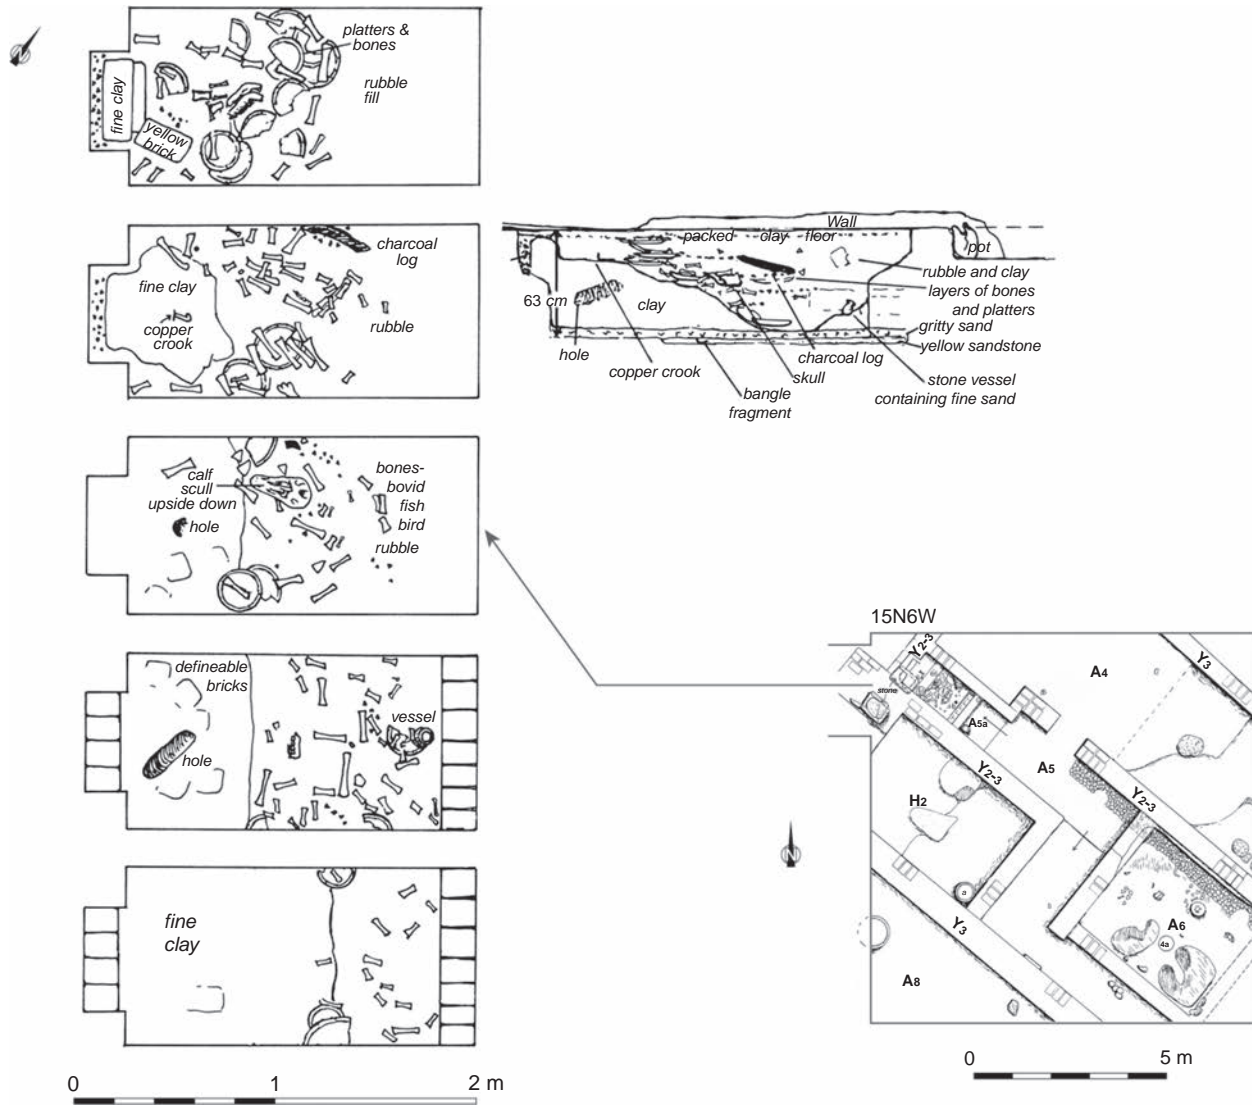 platters &
bones
rubble
fill
fine clay
yellow
brick
charcoal
log
fine clay
copper
crook
rubble
calf
scull
upside down
hole
bones-
bovid
fish
bird
rubble
defineable
bricks
hole
vessel
fine
clay
0 1 2 m
Wall
packed clay floor
pot
rubble and clay
layers of bones
and platters
63 cm
clay
gritty sand
yellow sandstone
hole
copper crook
charcoal log
skull
bangle
fragment
stone vessel
containing fine sand
15N6W
Y2-3
Y3
A4
stone
A5a
A5
Y2-3
Y2-3
H2
a
A6
4a
Y3
A8
N
0 5 m